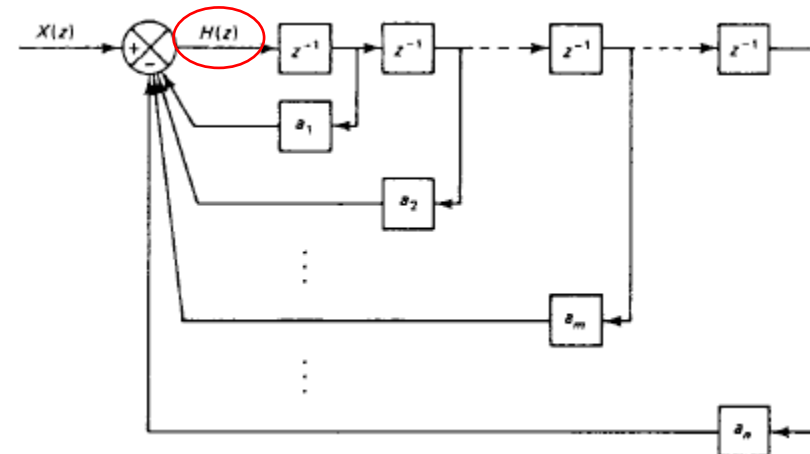 X(z) + − H(z) z⁻¹ z⁻¹ z⁻¹ z⁻¹
a₁
a₂
aₘ
aₙ